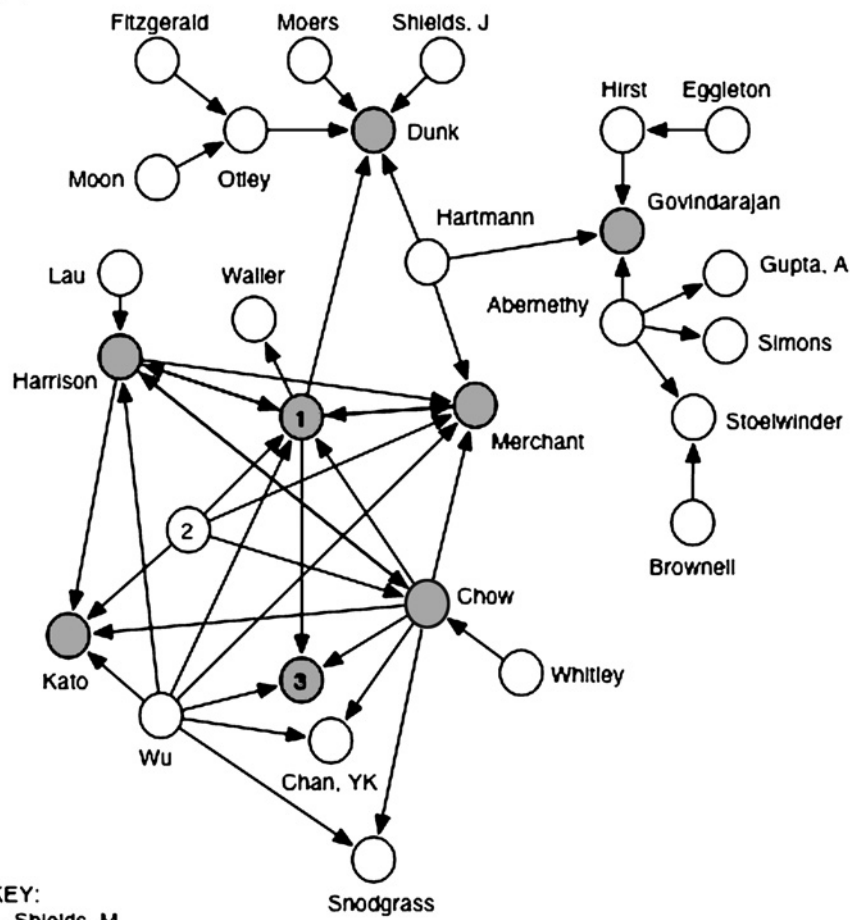 Fitzgerald
Moers
Shields, J
Hirst
Eggleton
Dunk
Moon
Otley
Govindarajan
Hartmann
Lau
Waller
Gupta, A
Abernethy
Simons
Harrison
1
Merchant
Stoelwinder
2
Brownell
Chow
Kato
3
Whitley
Wu
Chan, YK
Snodgrass
KEY:
Shields, M